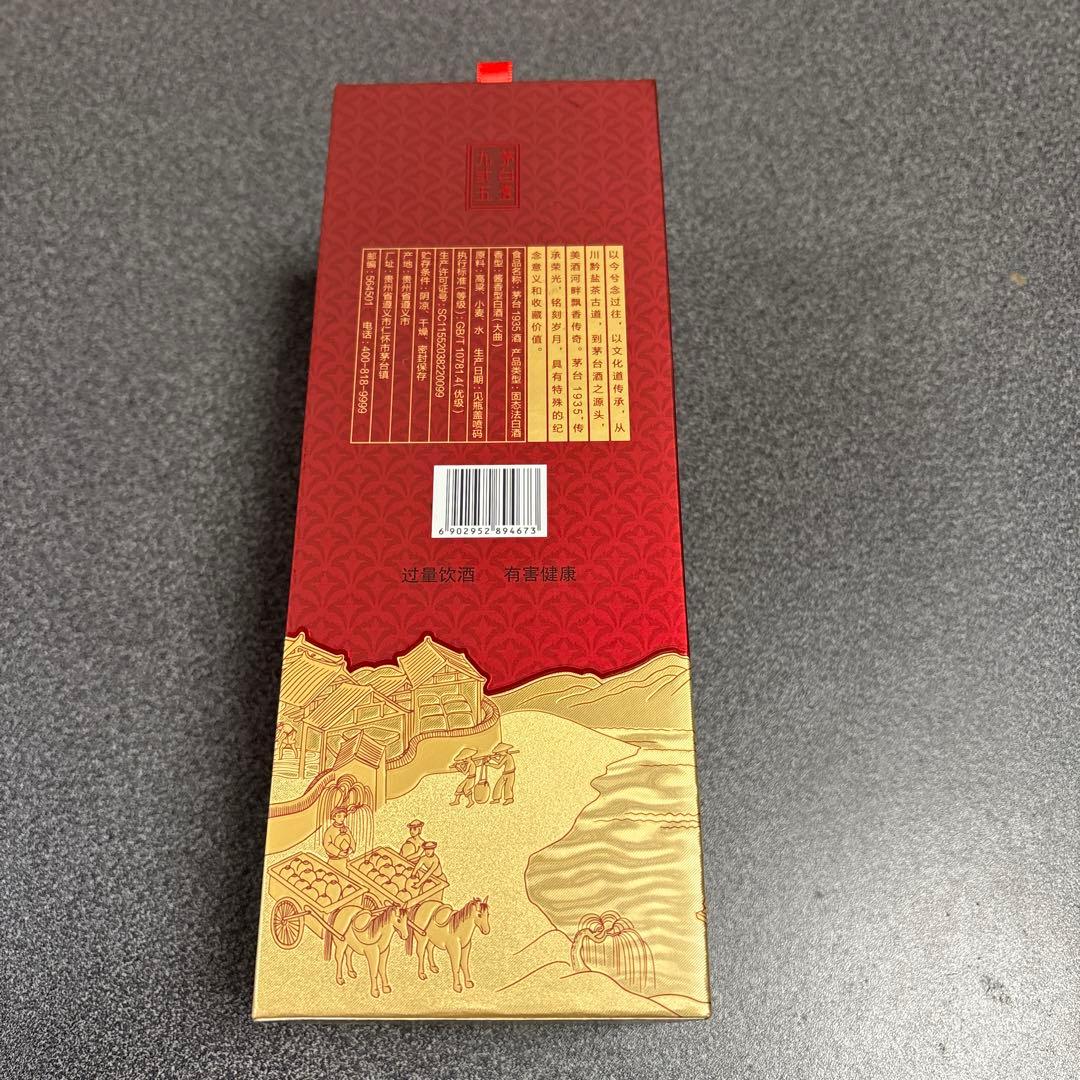 茅台酒
九三五
以今兮念过往，以文化道传承，从
川黔盐茶古道，到茅台酒之源头，
美酒河畔飘香传奇。茅台1935，传
承荣光，铭刻岁月，具有特殊的纪
念意义和收藏价值。
食品名称：茅台1935酒 产品类型：固态法白酒
香型：酱香型白酒(大曲)
原料：高粱、小麦、水 生产日期：见瓶盖喷码
执行标准(等级)：GB/T 10781.4(优级)
生产许可证号：SC11552038220099
贮存条件：阴凉、干燥、密封保存
产地：贵州省遵义市
厂址：贵州省遵义市仁怀市茅台镇
邮编：564501 电话：400-818-9999
6 902952 894673
过量饮酒 有害健康